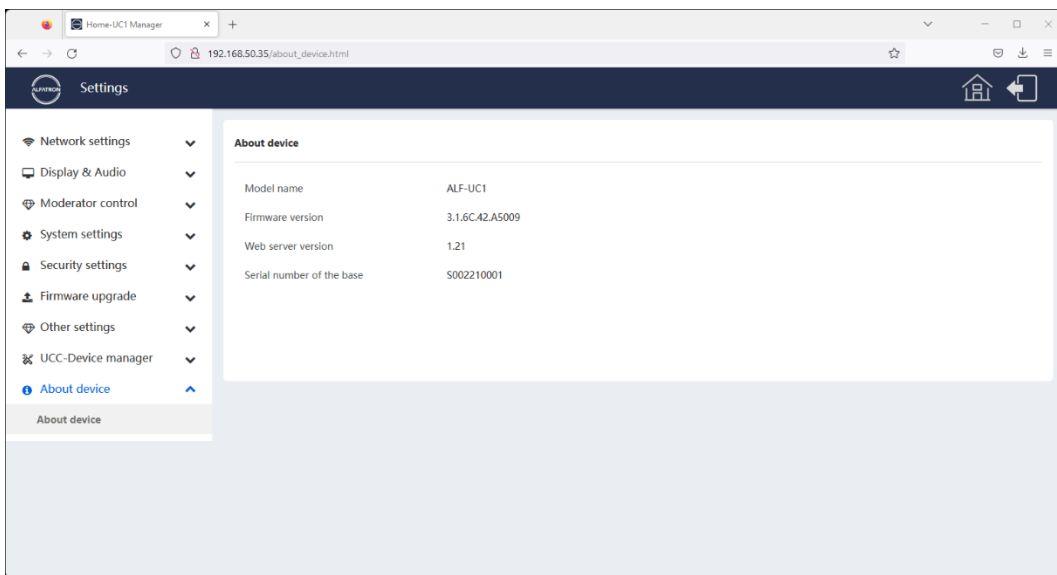 Home-UC1 Manager
192.168.50.35/about_device.html
ALFATRON
Settings
Network settings
Display & Audio
Moderator control
System settings
Security settings
Firmware upgrade
Other settings
UCC-Device manager
About device
About device
About device
Model name ALF-UC1
Firmware version 3.1.6C.42.A5009
Web server version 1.21
Serial number of the base S002210001